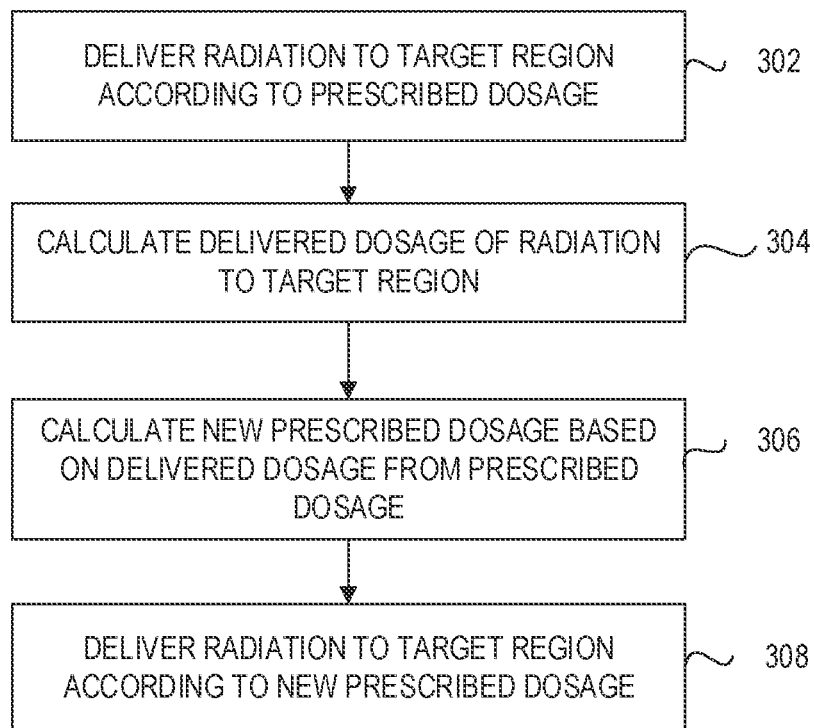 DELIVER RADIATION TO TARGET REGION
ACCORDING TO PRESCRIBED DOSAGE
302
CALCULATE DELIVERED DOSAGE OF RADIATION
TO TARGET REGION
304
CALCULATE NEW PRESCRIBED DOSAGE BASED
ON DELIVERED DOSAGE FROM PRESCRIBED
DOSAGE
306
DELIVER RADIATION TO TARGET REGION
ACCORDING TO NEW PRESCRIBED DOSAGE
308